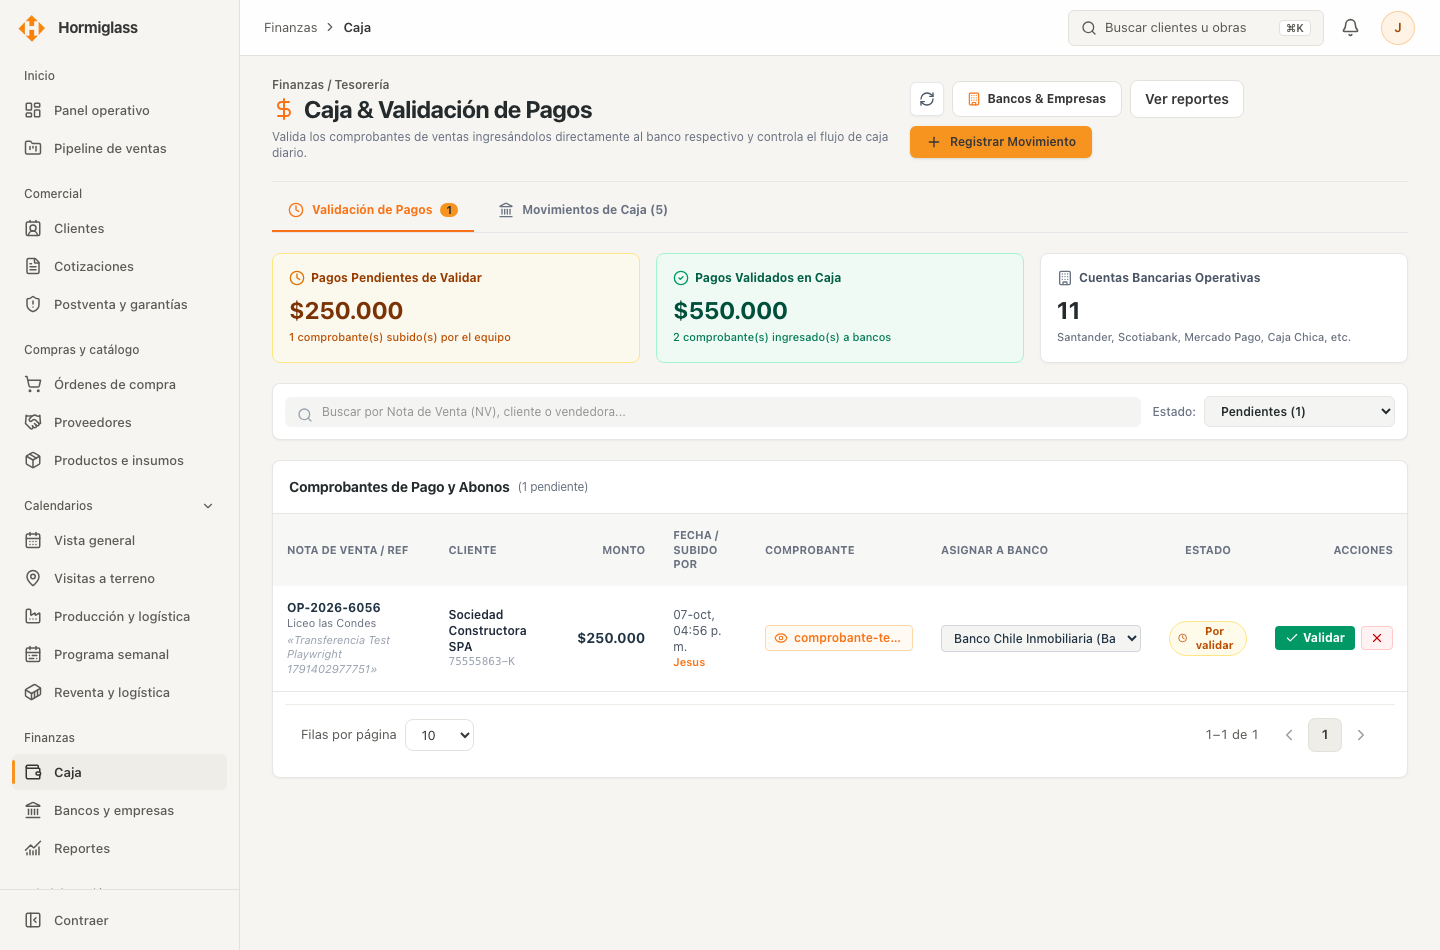 Hormiglass
Inicio
Panel operativo
Pipeline de ventas
Comercial
Clientes
Cotizaciones
Postventa y garantías
Compras y catálogo
Órdenes de compra
Proveedores
Productos e insumos
Calendarios
Vista general
Visitas a terreno
Producción y logística
Programa semanal
Reventa y logística
Finanzas
Caja
Bancos y empresas
Reportes
Contraer
Finanzas > Caja
Buscar clientes u obras ⌘K
J
Finanzas / Tesorería
Caja & Validación de Pagos
Valida los comprobantes de ventas ingresándolos directamente al banco respectivo y controla el flujo de caja
diario.
Bancos & Empresas
Ver reportes
Registrar Movimiento
Validación de Pagos 1
Movimientos de Caja (5)
Pagos Pendientes de Validar
$250.000
1 comprobante(s) subido(s) por el equipo
Pagos Validados en Caja
$550.000
2 comprobante(s) ingresado(s) a bancos
Cuentas Bancarias Operativas
11
Santander, Scotiabank, Mercado Pago, Caja Chica, etc.
Buscar por Nota de Venta (NV), cliente o vendedora...
Estado: Pendientes (1)
Comprobantes de Pago y Abonos (1 pendiente)
NOTA DE VENTA / REF
CLIENTE
MONTO
FECHA /
SUBIDO
POR
COMPROBANTE
ASIGNAR A BANCO
ESTADO
ACCIONES
OP-2026-6056
Liceo las Condes
«Transferencia Test
Playwright
1791402977751»
Sociedad
Constructora
SPA
75555863-K
$250.000
07-oct,
04:56 p.
m.
Jesus
comprobante-te...
Banco Chile Inmobiliaria (Ba
Por
validar
Validar
Filas por página 10
1–1 de 1
1